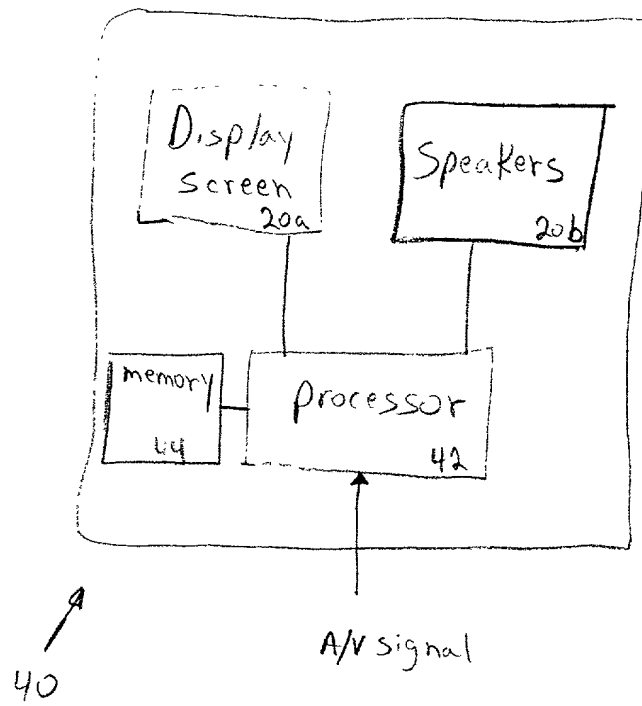 Display
screen
20a
Speakers
20b
memory
44
processor
42
A/V signal
40